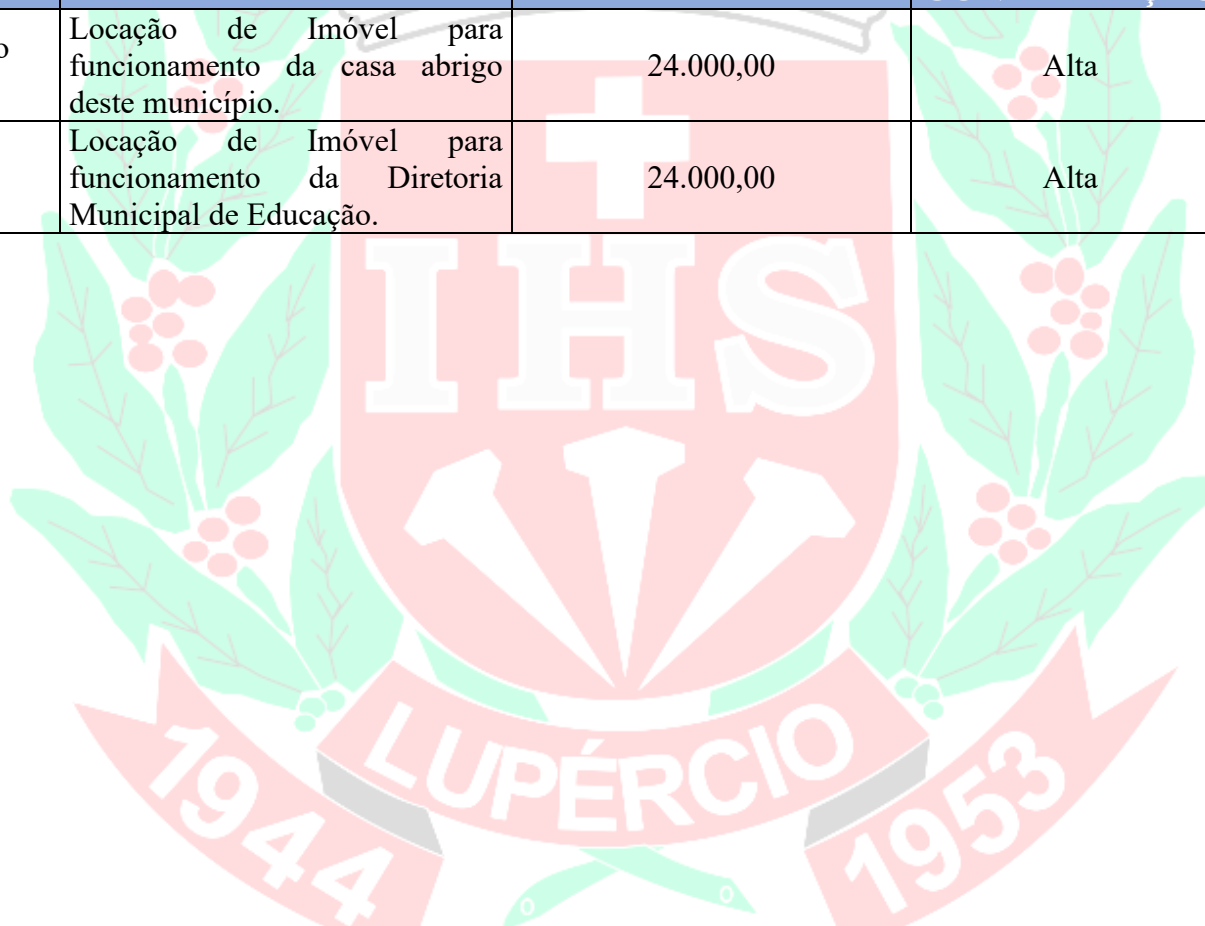 Locação de Imóvel para
funcionamento da casa abrigo
deste município.
24.000,00
Alta
Locação de Imóvel para
funcionamento da Diretoria
Municipal de Educação.
24.000,00
Alta
IHS
LUPÉRCIO
1944
1953